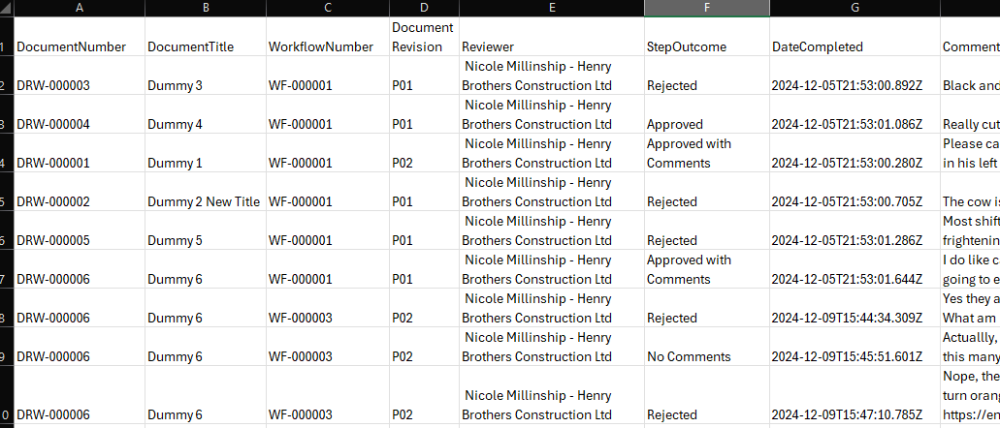 A B C D E F G
1 DocumentNumber DocumentTitle WorkflowNumber Document Revision Reviewer StepOutcome DateCompleted Comment
2 DRW-000003 Dummy 3 WF-000001 P01 Nicole Millinship - Henry Brothers Construction Ltd Rejected 2024-12-05T21:53:00.892Z Black and
3 DRW-000004 Dummy 4 WF-000001 P01 Nicole Millinship - Henry Brothers Construction Ltd Approved 2024-12-05T21:53:01.086Z Really cut
4 DRW-000001 Dummy 1 WF-000001 P02 Nicole Millinship - Henry Brothers Construction Ltd Approved with Comments 2024-12-05T21:53:00.280Z Please ca in his left
5 DRW-000002 Dummy 2 New Title WF-000001 P01 Nicole Millinship - Henry Brothers Construction Ltd Rejected 2024-12-05T21:53:00.705Z The cow is
6 DRW-000005 Dummy 5 WF-000001 P01 Nicole Millinship - Henry Brothers Construction Ltd Rejected 2024-12-05T21:53:01.286Z Most shift frightenin
7 DRW-000006 Dummy 6 WF-000001 P01 Nicole Millinship - Henry Brothers Construction Ltd Approved with Comments 2024-12-05T21:53:01.644Z I do like c going to e
8 DRW-000006 Dummy 6 WF-000003 P02 Nicole Millinship - Henry Brothers Construction Ltd Rejected 2024-12-09T15:44:34.309Z Yes they a What am
9 DRW-000006 Dummy 6 WF-000003 P02 Nicole Millinship - Henry Brothers Construction Ltd No Comments 2024-12-09T15:45:51.601Z Actuallly, this many
0 DRW-000006 Dummy 6 WF-000003 P02 Nicole Millinship - Henry Brothers Construction Ltd Rejected 2024-12-09T15:47:10.785Z Nope, the turn oran https://en